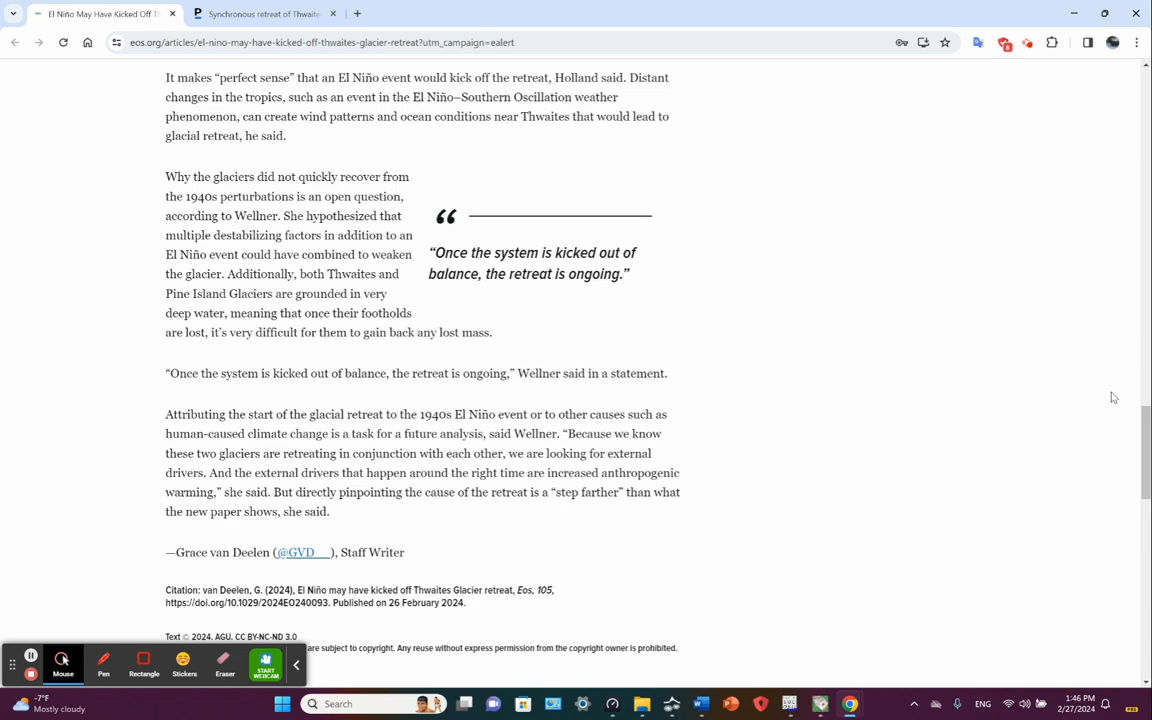 El Niño May Have Kicked Off Th
Synchronous retreat of Thwaite
eos.org/articles/el-nino-may-have-kicked-off-thwaites-glacier-retreat?utm_campaign=ealert
It makes “perfect sense” that an El Niño event would kick off the retreat, Holland said. Distant
changes in the tropics, such as an event in the El Niño–Southern Oscillation weather
phenomenon, can create wind patterns and ocean conditions near Thwaites that would lead to
glacial retreat, he said.
Why the glaciers did not quickly recover from
the 1940s perturbations is an open question,
according to Wellner. She hypothesized that
multiple destabilizing factors in addition to an
El Niño event could have combined to weaken
the glacier. Additionally, both Thwaites and
Pine Island Glaciers are grounded in very
deep water, meaning that once their footholds
are lost, it’s very difficult for them to gain back any lost mass.
“Once the system is kicked out of
balance, the retreat is ongoing.”
“Once the system is kicked out of balance, the retreat is ongoing,” Wellner said in a statement.
Attributing the start of the glacial retreat to the 1940s El Niño event or to other causes such as
human-caused climate change is a task for a future analysis, said Wellner. “Because we know
these two glaciers are retreating in conjunction with each other, we are looking for external
drivers. And the external drivers that happen around the right time are increased anthropogenic
warming,” she said. But directly pinpointing the cause of the retreat is a “step farther” than what
the new paper shows, she said.
—Grace van Deelen (@GVD__), Staff Writer
Citation: van Deelen, G. (2024), El Niño may have kicked off Thwaites Glacier retreat, Eos, 105,
https://doi.org/10.1029/2024EO240093. Published on 26 February 2024.
Text © 2024. AGU. CC BY-NC-ND 3.0
are subject to copyright. Any reuse without express permission from the copyright owner is prohibited.
Mouse
Pen
Rectangle
Stickers
Eraser
START
WEBCAM
-7°F
Mostly cloudy
Search
ENG
1:46 PM
2/27/2024